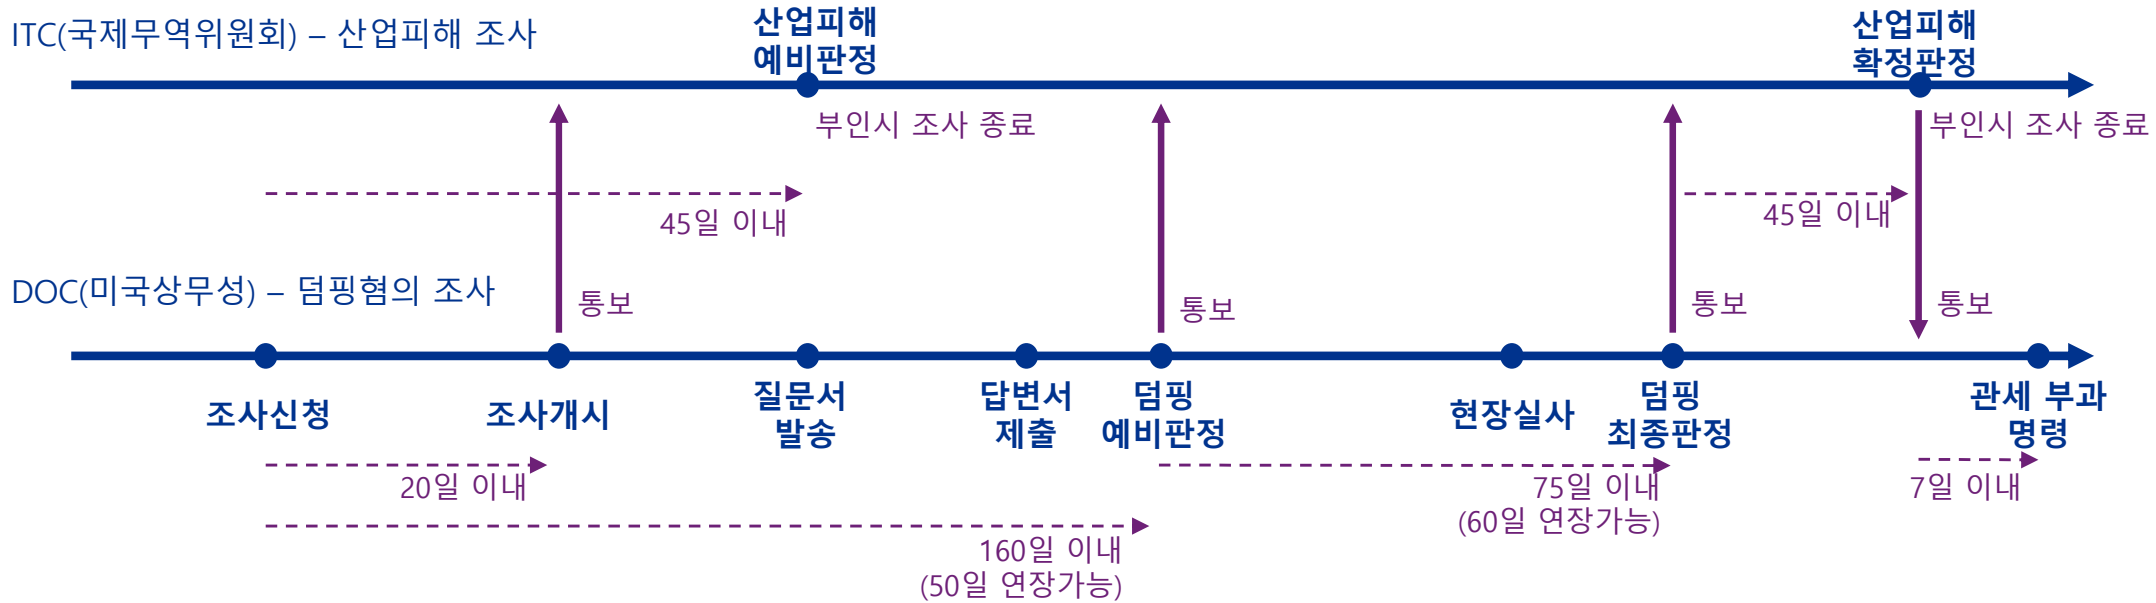 ITC(국제무역위원회) – 산업피해 조사
산업피해
예비판정
산업피해
확정판정
부인시 조사 종료
부인시 조사 종료
45일 이내
45일 이내
DOC(미국상무성) – 덤핑혐의 조사
통보
통보
통보
통보
조사신청
조사개시
질문서
발송
답변서
제출
덤핑
예비판정
현장실사
덤핑
최종판정
관세 부과
명령
20일 이내
75일 이내
(60일 연장가능)
7일 이내
160일 이내
(50일 연장가능)